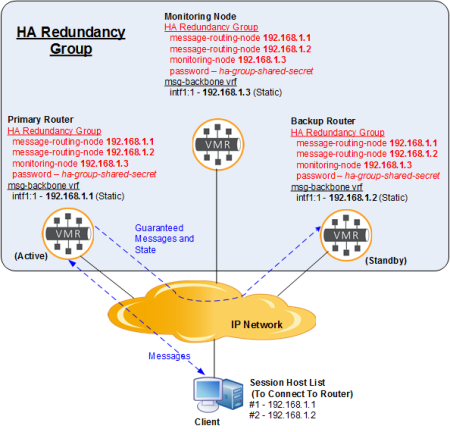 HA Redundancy
Group
Monitoring Node
HA Redundancy Group
message-routing-node 192.168.1.1
message-routing-node 192.168.1.2
monitoring-node 192.168.1.3
password – ha-group-shared-secret
msg-backbone vrf
intf1:1 - 192.168.1.3 (Static)
VMR
Primary Router
HA Redundancy Group
message-routing-node 192.168.1.1
message-routing-node 192.168.1.2
monitoring-node 192.168.1.3
password – ha-group-shared-secret
msg-backbone vrf
intf1:1 - 192.168.1.1 (Static)
VMR
(Active)
Backup Router
HA Redundancy Group
message-routing-node 192.168.1.1
message-routing-node 192.168.1.2
monitoring-node 192.168.1.3
password – ha-group-shared-secret
msg-backbone vrf
intf1:1 - 192.168.1.2 (Static)
VMR
(Standby)
Guaranteed
Messages and
State
IP Network
Messages
Client
Session Host List
(To Connect To Router)
#1 - 192.168.1.1
#2 - 192.168.1.2